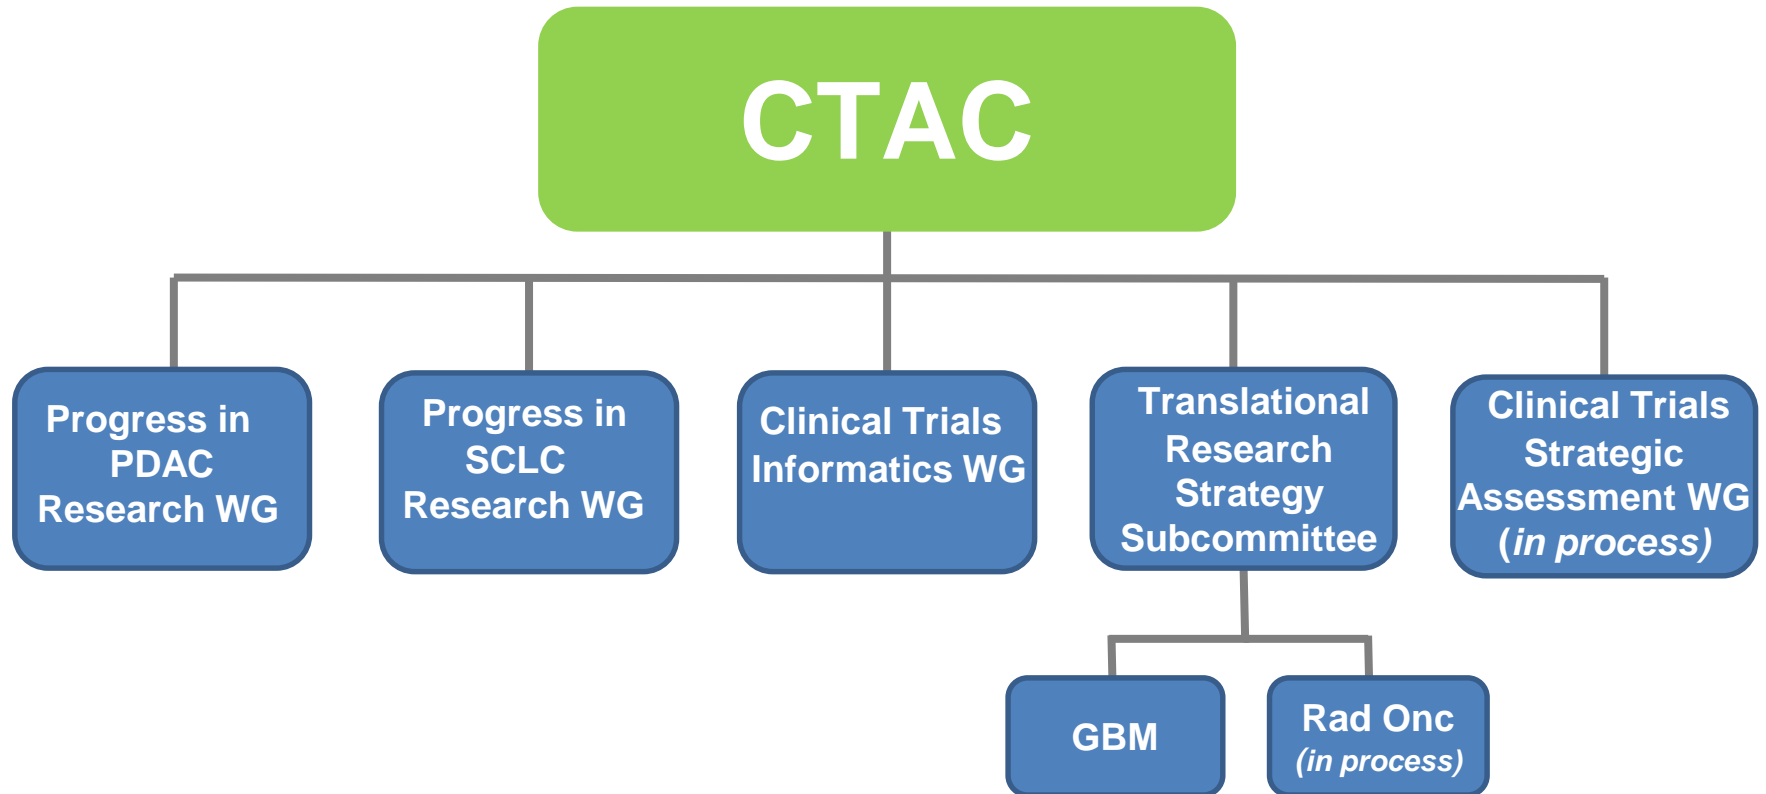 CTAC
Progress in
PDAC
Research WG
Progress in
SCLC
Research WG
Clinical Trials
Informatics WG
Translational
Research
Strategy
Subcommittee
Clinical Trials
Strategic
Assessment WG
(in process)
GBM
Rad Onc
(in process)